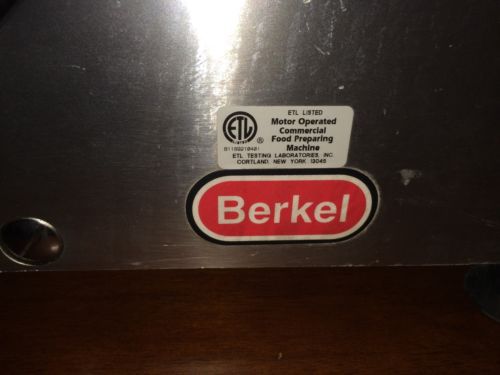 ETL LISTED
Motor Operated
Commercial
Food Preparing
Machine
ETL TESTING LABORATORIES, INC.
CORTLAND, NEW YORK 13045
ETL
®
Berkel